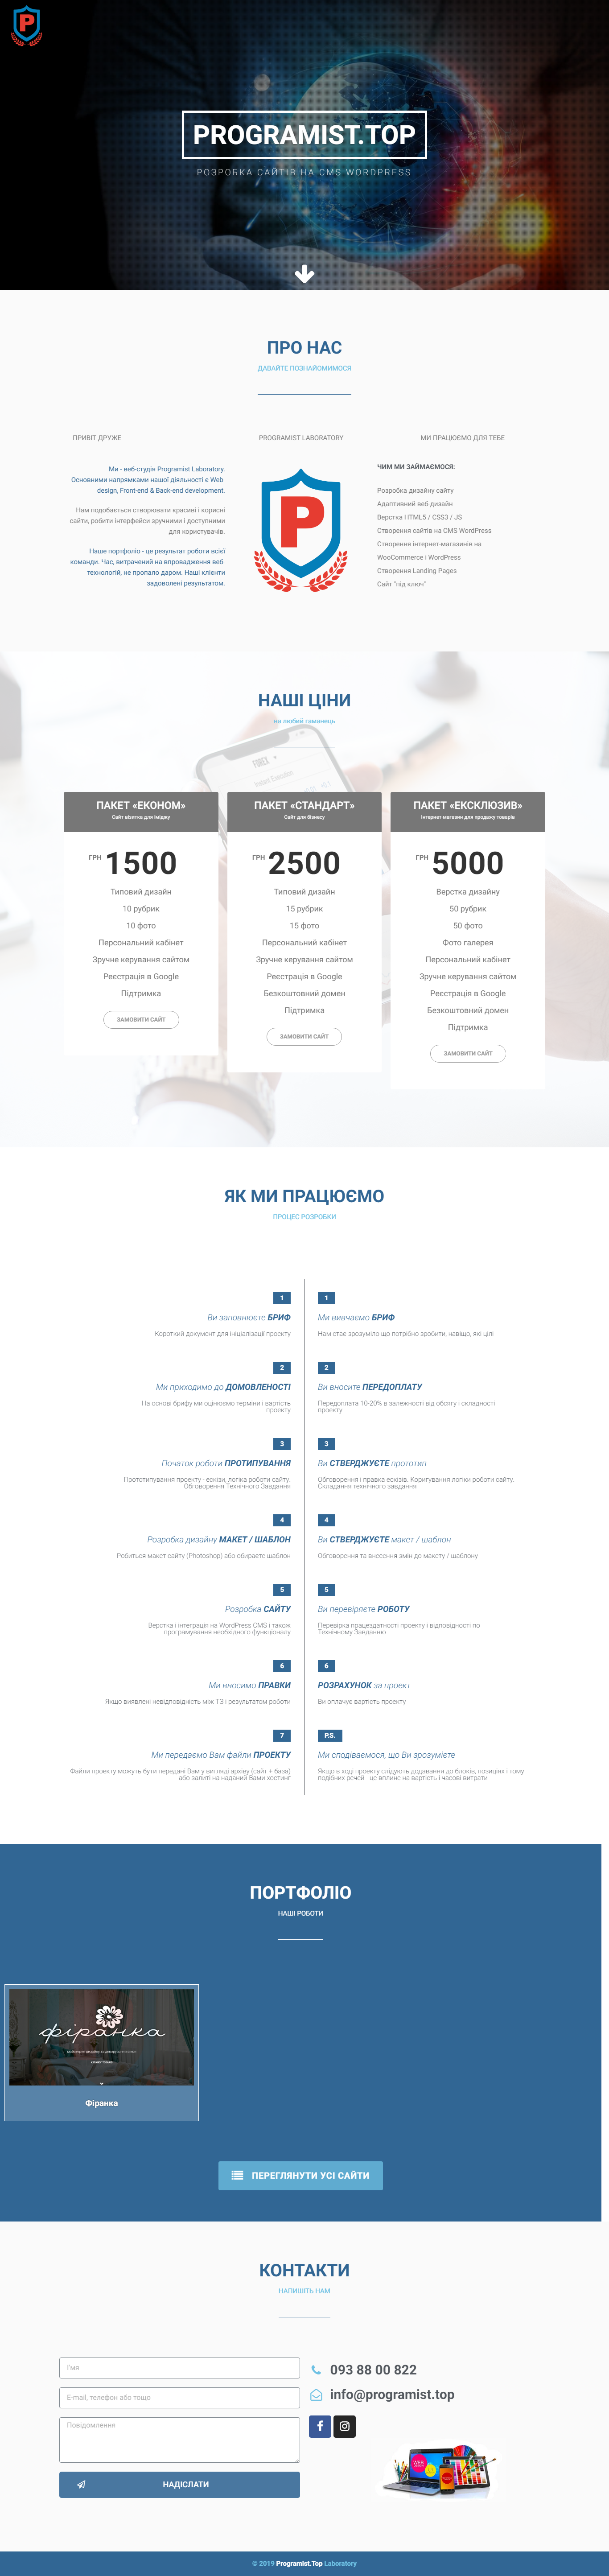 P
PROGRAMIST.TOP
РОЗРОБКА САЙТІВ НА CMS WORDPRESS
ПРО НАС
ДАВАЙТЕ ПОЗНАЙОМИМОСЯ
ПРИВІТ ДРУЖЕ
Ми - веб-студія Programist Laboratory.
Основними напрямками нашої діяльності є Web-
design, Front-end & Back-end development.
Нам подобається створювати красиві і корисні
сайти, робити інтерфейси зручними і доступними
для користувачів.
Наше портфоліо - це результат роботи всієї
команди. Час, витрачений на впровадження веб-
технологій, не пропало даром. Наші клієнти
задоволені результатом.
PROGRAMIST LABORATORY
P
МИ ПРАЦЮЄМО ДЛЯ ТЕБЕ
ЧИМ МИ ЗАЙМАЄМОСЯ:
Розробка дизайну сайту
Адаптивний веб-дизайн
Верстка HTML5 / CSS3 / JS
Створення сайтів на CMS WordPress
Створення інтернет-магазинів на
WooCommerce і WordPress
Створення Landing Pages
Сайт "під ключ"
НАШІ ЦІНИ
на любий гаманець
ПАКЕТ «ЕКОНОМ»
Сайт візитка для іміджу
ГРН 1500
Типовий дизайн
10 рубрик
10 фото
Персональний кабінет
Зручне керування сайтом
Реєстрація в Google
Підтримка
ЗАМОВИТИ САЙТ
ПАКЕТ «СТАНДАРТ»
Сайт для бізнесу
ГРН 2500
Типовий дизайн
15 рубрик
15 фото
Персональний кабінет
Зручне керування сайтом
Реєстрація в Google
Безкоштовний домен
Підтримка
ЗАМОВИТИ САЙТ
ПАКЕТ «ЕКСКЛЮЗИВ»
Інтернет-магазин для продажу товарів
ГРН 5000
Верстка дизайну
50 рубрик
50 фото
Фото галерея
Персональний кабінет
Зручне керування сайтом
Реєстрація в Google
Безкоштовний домен
Підтримка
ЗАМОВИТИ САЙТ
ЯК МИ ПРАЦЮЄМО
ПРОЦЕС РОЗРОБКИ
1
Ви заповнюєте БРИФ
Короткий документ для ініціалізації проекту
1
Ми вивчаємо БРИФ
Нам стає зрозуміло що потрібно зробити, навіщо, які цілі
2
Ми приходимо до ДОМОВЛЕНОСТІ
На основі брифу ми оцінюємо терміни і вартість
проекту
2
Ви вносите ПЕРЕДОПЛАТУ
Передоплата 10-20% в залежності від обсягу і складності
проекту
3
Початок роботи ПРОТИПУВАННЯ
Прототипування проекту - ескізи, логіка роботи сайту.
Обговорення Технічного Завдання
3
Ви СТВЕРДЖУЄТЕ прототип
Обговорення і правка ескізів. Коригування логіки роботи сайту.
Складання технічного завдання
4
Розробка дизайну МАКЕТ / ШАБЛОН
Робиться макет сайту (Photoshop) або обираєте шаблон
4
Ви СТВЕРДЖУЄТЕ макет / шаблон
Обговорення та внесення змін до макету / шаблону
5
Розробка САЙТУ
Верстка і інтеграція на WordPress CMS і також
програмування необхідного функціоналу
5
Ви перевіряєте РОБОТУ
Перевірка працездатності проекту і відповідності по
Технічному Завданню
6
Ми вносимо ПРАВКИ
Якщо виявлені невідповідність між ТЗ і результатом роботи
6
РОЗРАХУНОК за проект
Ви оплачує вартість проекту
7
Ми передаємо Вам файли ПРОЕКТУ
Файли проекту можуть бути передані Вам у вигляді архіву (сайт + база)
або залиті на наданий Вами хостинг
P.S.
Ми сподіваємося, що Ви зрозумієте
Якщо в ході проекту слідують додавання до блоків, позиціях і тому
подібних речей - це вплине на вартість і часові витрати
ПОРТФОЛІО
НАШІ РОБОТИ
фіранка
Фіранка
ПЕРЕГЛЯНУТИ УСІ САЙТИ
КОНТАКТИ
НАПИШІТЬ НАМ
Імя
E-mail, телефон або тощо
Повідомлення
НАДІСЛАТИ
093 88 00 822
info@programist.top
© 2019 Programist.Top Laboratory